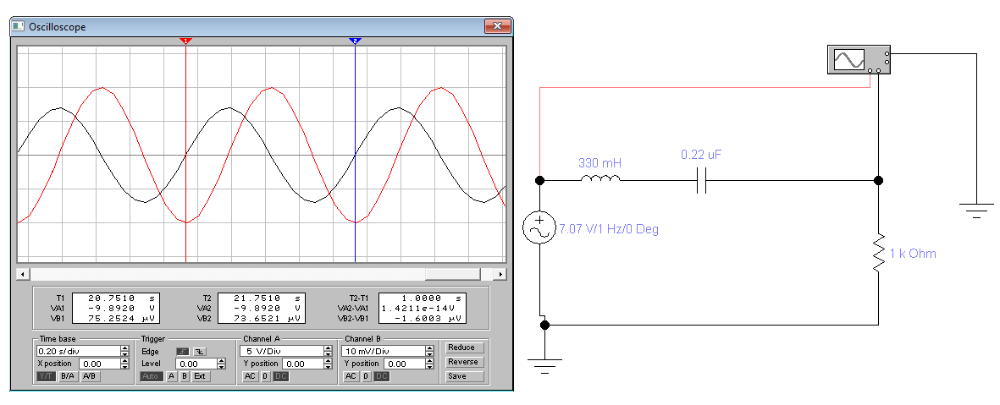 Oscilloscope
1
2
T1 20.7510 s
VA1 -9.8920 V
VB1 75.2524 µV
T2 21.7510 s
VA2 -9.8920 V
VB2 73.6521 µV
T2-T1 1.0000 s
VA2-VA1 1.4211e-14V
VB2-VB1 -1.6003 µV
Time base
0.20 s/div
X position 0.00
Y/T B/A A/B
Trigger
Edge
Level 0.00
Auto A B Ext
Channel A
5 V/Div
Y position 0.00
AC 0 DC
Channel B
10 mV/Div
Y position 0.00
AC 0 DC
Reduce
Reverse
Save
330 mH
0.22 uF
7.07 V/1 Hz/0 Deg
1 k Ohm